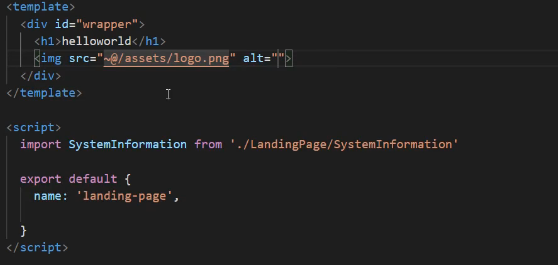 <template>
  <div id="wrapper">
    <h1>helloworld</h1>
    <img src="~@/assets/logo.png" alt="">
  </div>
</template>

<script>
  import SystemInformation from './LandingPage/SystemInformation'

  export default {
    name: 'landing-page',

  }
</script>